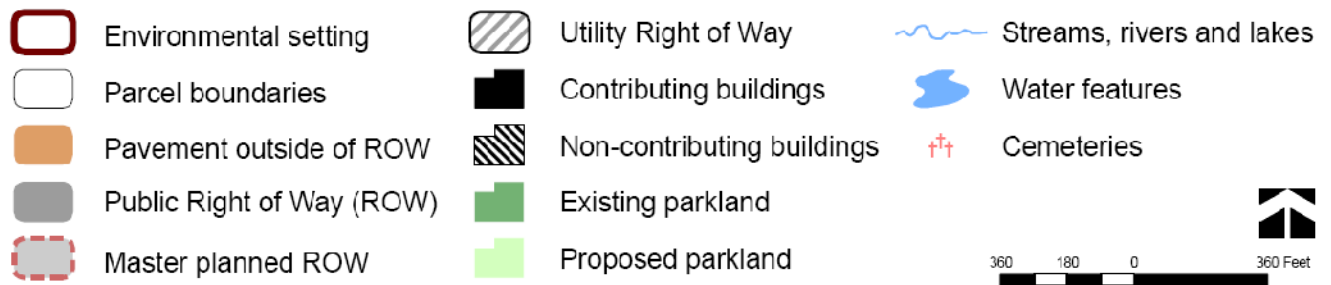 Environmental setting
Parcel boundaries
Pavement outside of ROW
Public Right of Way (ROW)
Master planned ROW
Utility Right of Way
Contributing buildings
Non-contributing buildings
Existing parkland
Proposed parkland
Streams, rivers and lakes
Water features
Cemeteries
360 180 0 360 Feet